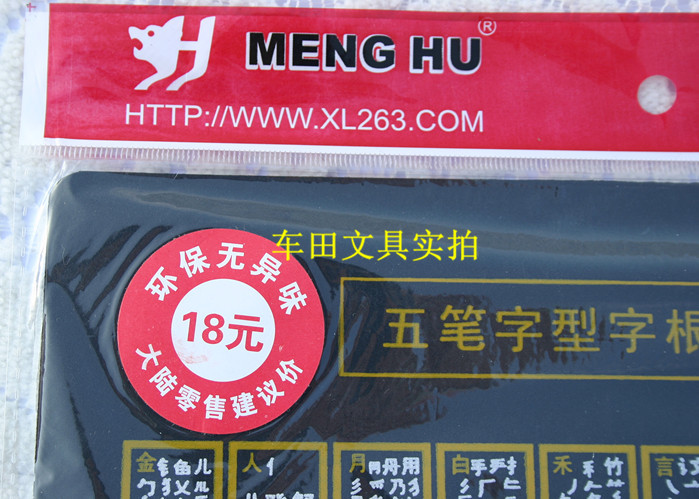 MENG HU®
HTTP://WWW.XL263.COM
车田文具实拍
环保无异味
18元
大陆零售建议价
五笔字型字根
金 人 月 白 禾 言